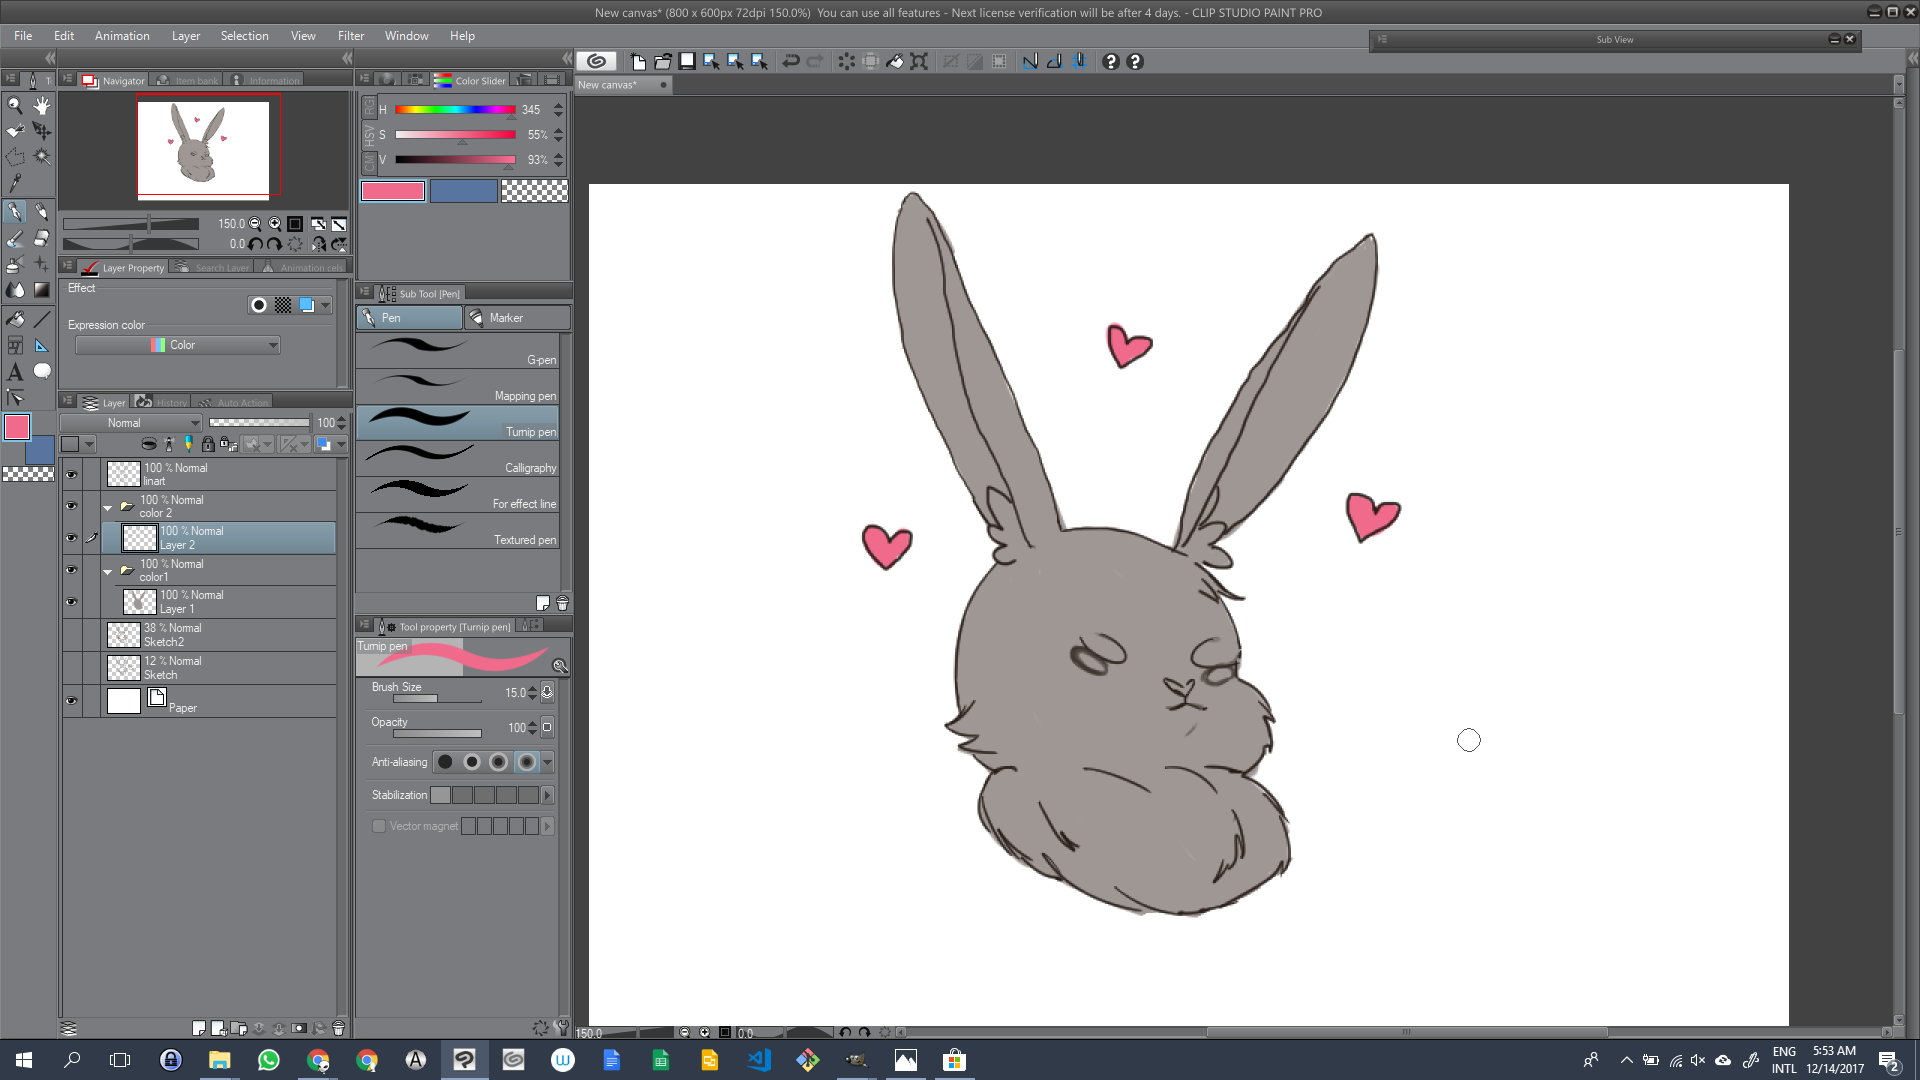 New canvas* (800 x 600px 72dpi 150.0%)  You can use all features - Next license verification will be after 4 days. - CLIP STUDIO PAINT PRO
File Edit Animation Layer Selection View Filter Window Help
Sub View
Navigator Item bank Information
Color Slider
New canvas*
H 345
S 55%
V 93%
RG
HSV
CM
150.0
0.0
Layer Property Search Layer Animation cels
Effect
Expression color
Color
Sub Tool [Pen]
Pen Marker
G-pen
Mapping pen
Turnip pen
Calligraphy
For effect line
Textured pen
Layer History Auto Action
Normal 100
100 % Normal
linart
100 % Normal
color 2
100 % Normal
Layer 2
100 % Normal
color1
100 % Normal
Layer 1
38 % Normal
Sketch2
12 % Normal
Sketch
Paper
Tool property [Turnip pen]
Turnip pen
Brush Size 15.0
Opacity 100
Anti-aliasing
Stabilization
Vector magnet
150.0 0.0
ENG
INTL
5:53 AM
12/14/2017
2